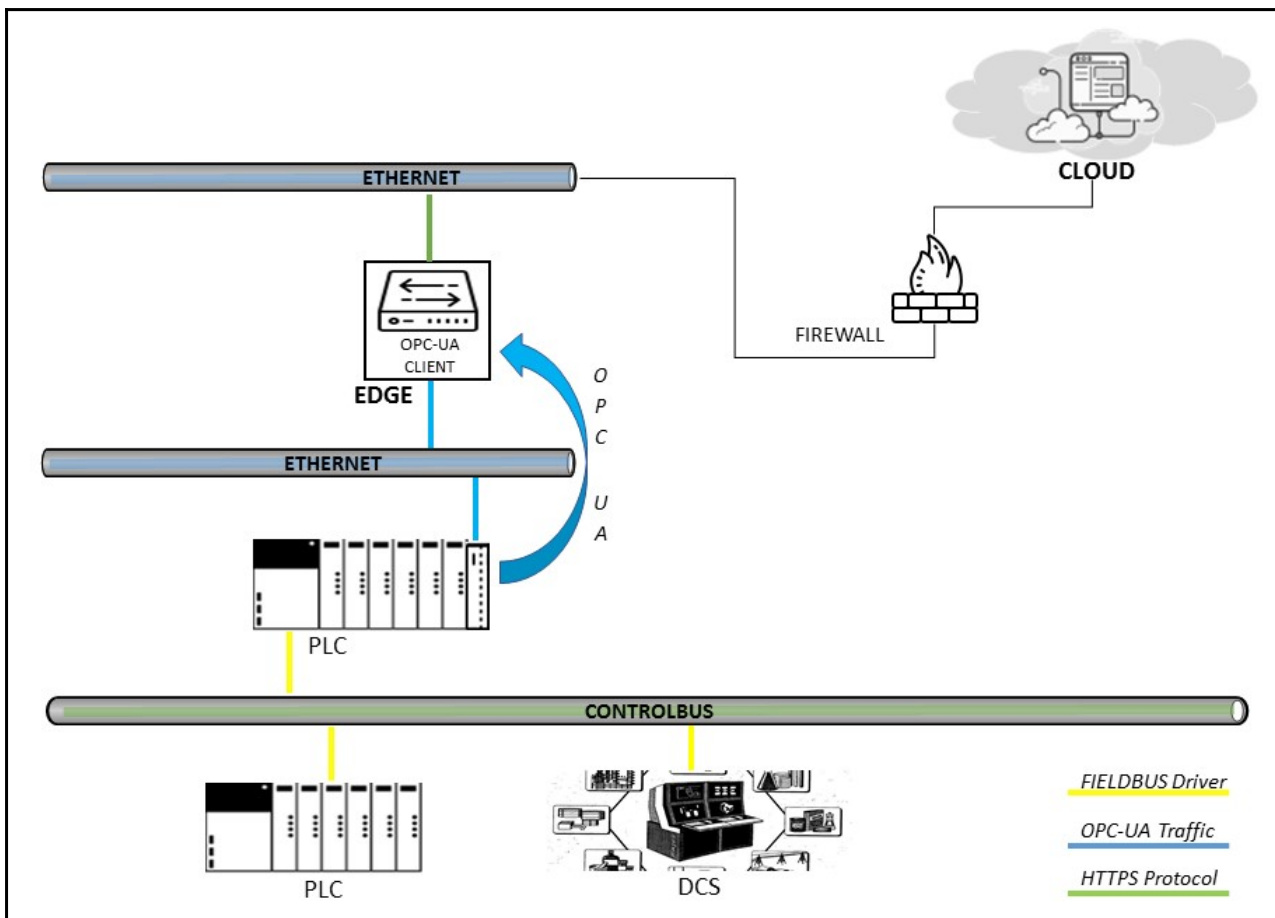 CLOUD
ETHERNET
FIREWALL
OPC-UA
CLIENT
EDGE
O
P
C
U
A
ETHERNET
PLC
CONTROLBUS
PLC
DCS
FIELDBUS Driver
OPC-UA Traffic
HTTPS Protocol